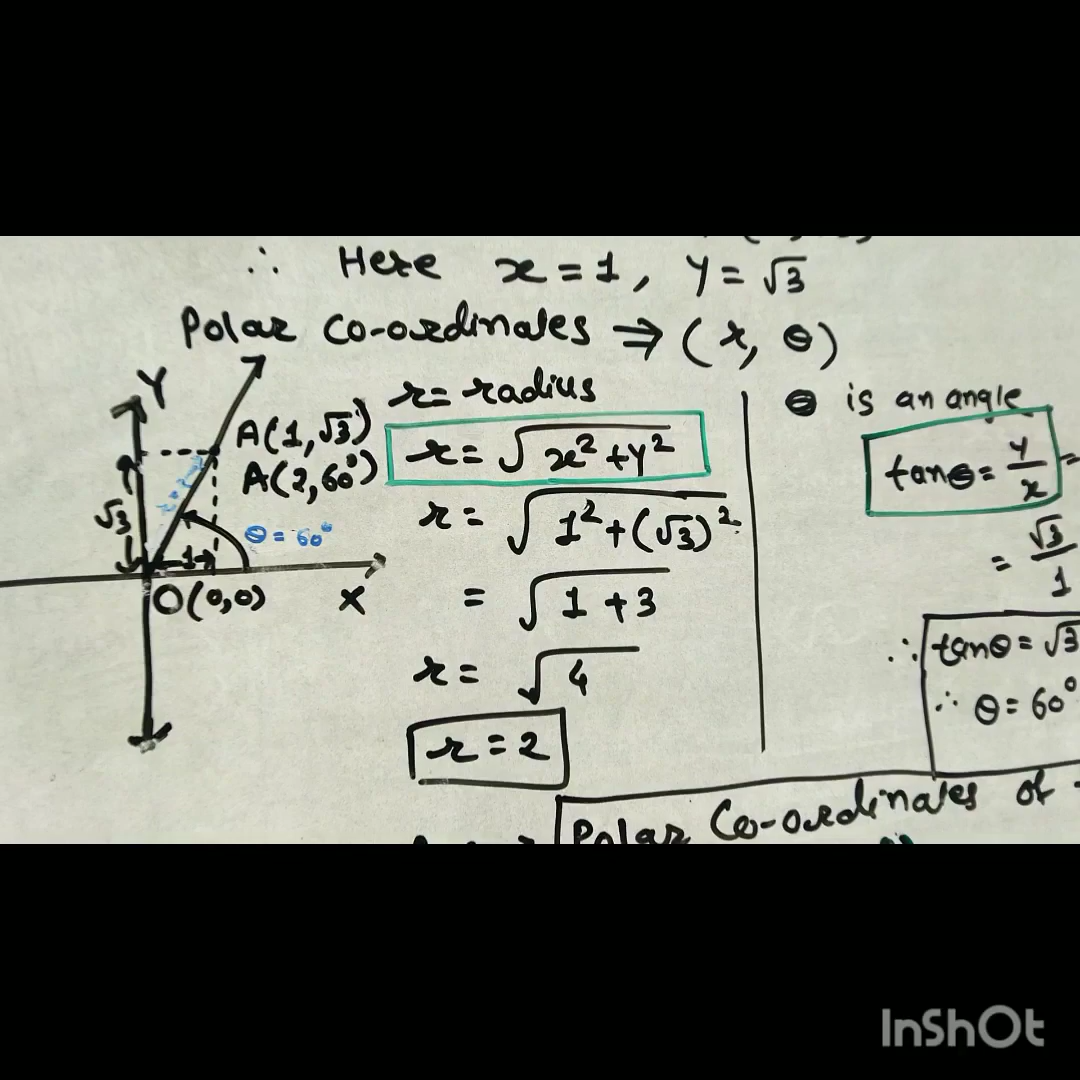 ∴ Here x = 1, Y = √3
Polar co-ordinates ⇒ (r, θ)
Y
A(1, √3)
A(2, 60°)
θ = 60°
√3
1
O(0,0)
X
r = radius
r = √x² + y²
r = √1² + (√3)²
= √1 + 3
r = √4
r = 2
θ is an angle
tanθ = y/x =
= √3/1
∴ tanθ = √3
∴ θ = 60°
Polar Co-ordinates of
InShOt